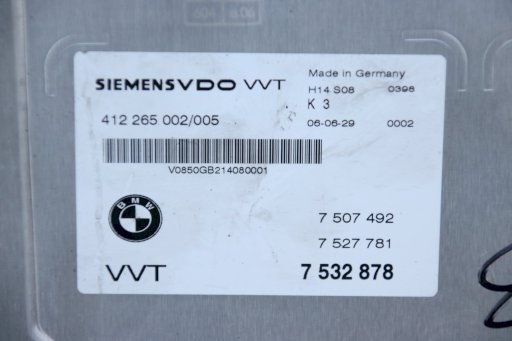 SIEMENSVDO VVT
Made in Germany
H14 S08 0398
K 3
412 265 002/005
06-06-29 0002
V0850GB214080001
BMW
7 507 492
7 527 781
VVT 7 532 878